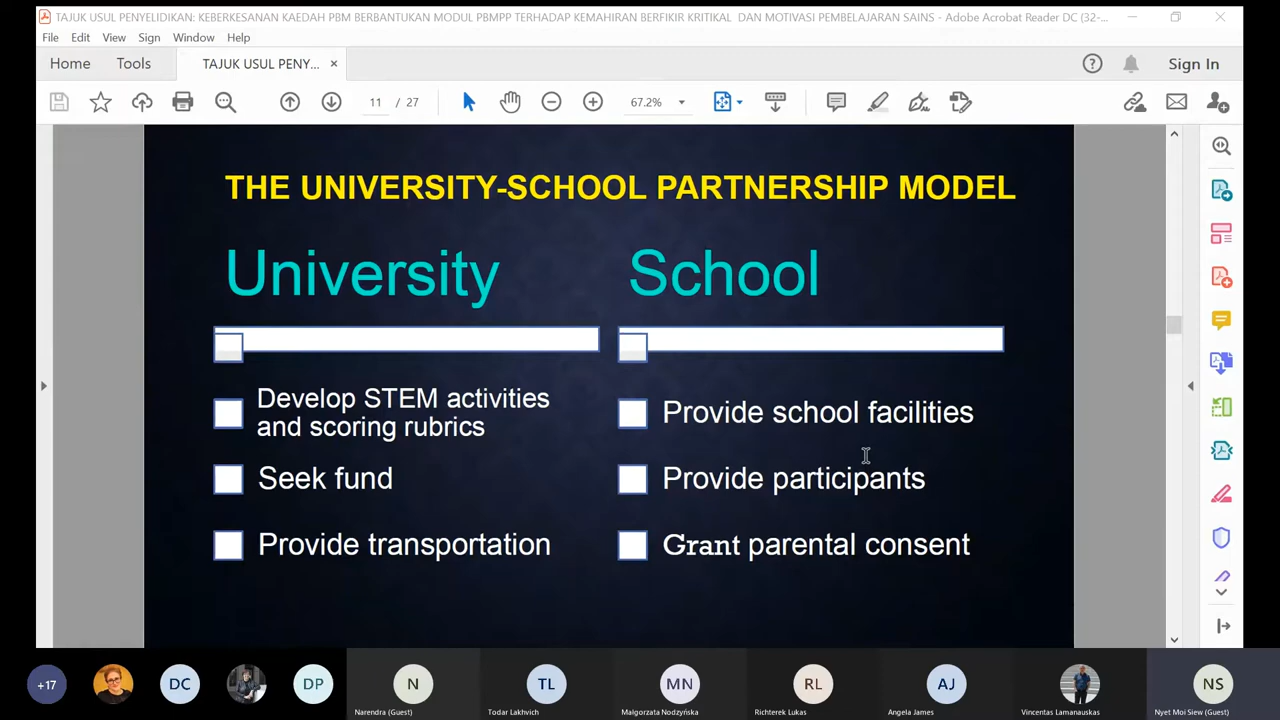 TAJUK USUL PENYELIDIKAN: KEBERKESANAN KAEDAH PBM BERBANTUKAN MODUL PBMPP TERHADAP KEMAHIRAN BERFIKIR KRITIKAL DAN MOTIVASI PEMBELAJARAN SAINS - Adobe Acrobat Reader DC (32-...
File Edit View Sign Window Help
Home Tools TAJUK USUL PENY... Sign In
11 / 27 67.2%
THE UNIVERSITY-SCHOOL PARTNERSHIP MODEL
University
School
Develop STEM activities
and scoring rubrics
Seek fund
Provide transportation
Provide school facilities
Provide participants
Grant parental consent
+17 DC DP N TL MN RL AJ NS
Narendra (Guest) Todar Lakhvich Małgorzata Nodzyńska Richterek Lukas Angela James Vincentas Lamanauskas Nyet Moi Siew (Guest)